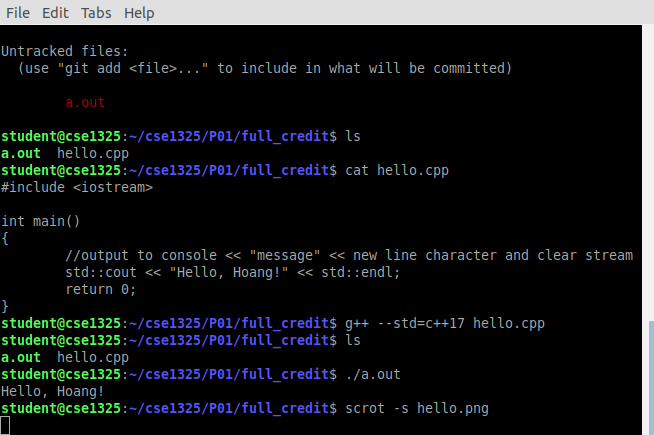 File Edit Tabs Help
Untracked files:
  (use "git add <file>..." to include in what will be committed)
        a.out
student@cse1325:~/cse1325/P01/full_credit$ ls
a.out  hello.cpp
student@cse1325:~/cse1325/P01/full_credit$ cat hello.cpp
#include <iostream>
int main()
{
        //output to console << "message" << new line character and clear stream
        std::cout << "Hello, Hoang!" << std::endl;
        return 0;
}
student@cse1325:~/cse1325/P01/full_credit$ g++ --std=c++17 hello.cpp
student@cse1325:~/cse1325/P01/full_credit$ ls
a.out  hello.cpp
student@cse1325:~/cse1325/P01/full_credit$ ./a.out
Hello, Hoang!
student@cse1325:~/cse1325/P01/full_credit$ scrot -s hello.png